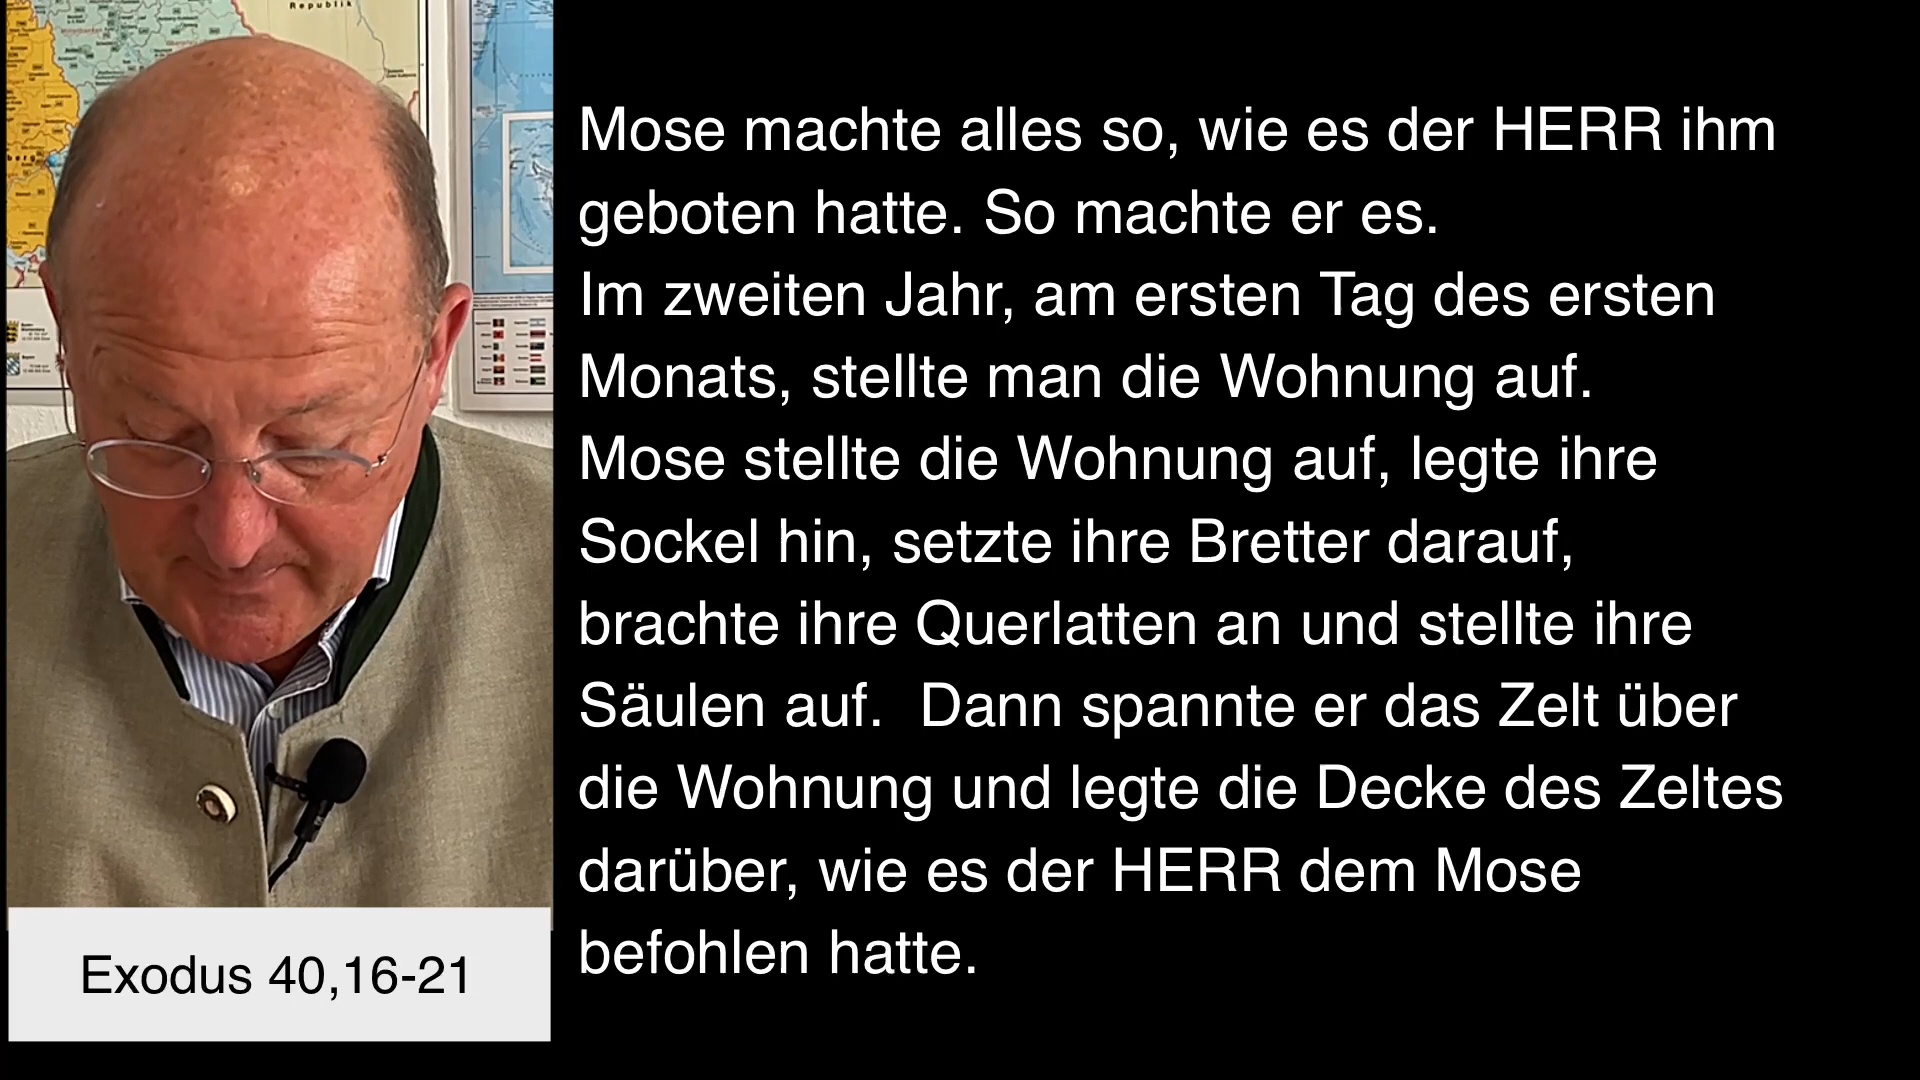 Republik
Mose machte alles so, wie es der HERR ihm
geboten hatte. So machte er es.
Im zweiten Jahr, am ersten Tag des ersten
Monats, stellte man die Wohnung auf.
Mose stellte die Wohnung auf, legte ihre
Sockel hin, setzte ihre Bretter darauf,
brachte ihre Querlatten an und stellte ihre
Säulen auf.  Dann spannte er das Zelt über
die Wohnung und legte die Decke des Zeltes
darüber, wie es der HERR dem Mose
befohlen hatte.
Exodus 40,16-21